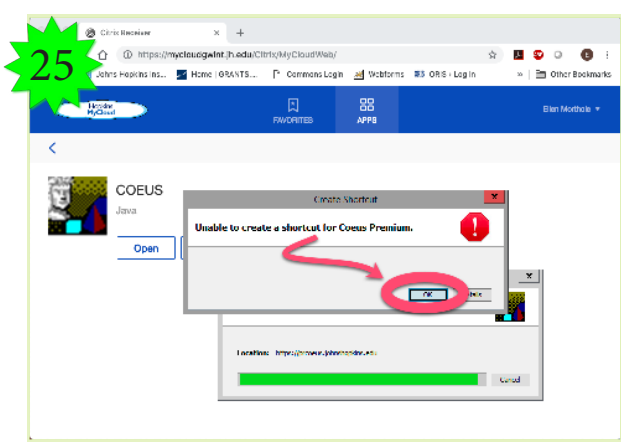 25
Citrix Receiver
https://mycloudgwint.jh.edu/Citrix/MyCloudWeb/
Johns Hopkins Ins... Home | GRANTS.... Commons Login Webforms ORIS › Log In » Other Bookmarks
Hopkins
MyCloud
FAVORITES
APPS
COEUS
Java
Open
Create Shortcut
Unable to create a shortcut for Coeus Premium.
OK
Location:
Cancel